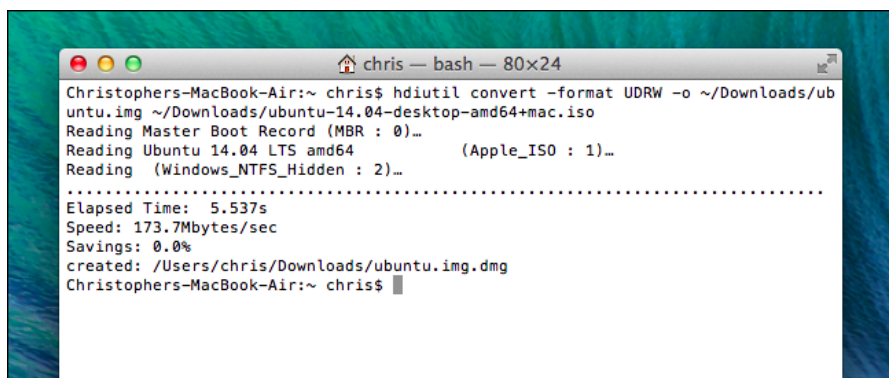 chris — bash — 80×24
Christophers-MacBook-Air:~ chris$ hdiutil convert -format UDRW -o ~/Downloads/ub
untu.img ~/Downloads/ubuntu-14.04-desktop-amd64+mac.iso
Reading Master Boot Record (MBR : 0)…
Reading Ubuntu 14.04 LTS amd64           (Apple_ISO : 1)…
Reading  (Windows_NTFS_Hidden : 2)…
...............................................................................
Elapsed Time:  5.537s
Speed: 173.7Mbytes/sec
Savings: 0.0%
created: /Users/chris/Downloads/ubuntu.img.dmg
Christophers-MacBook-Air:~ chris$